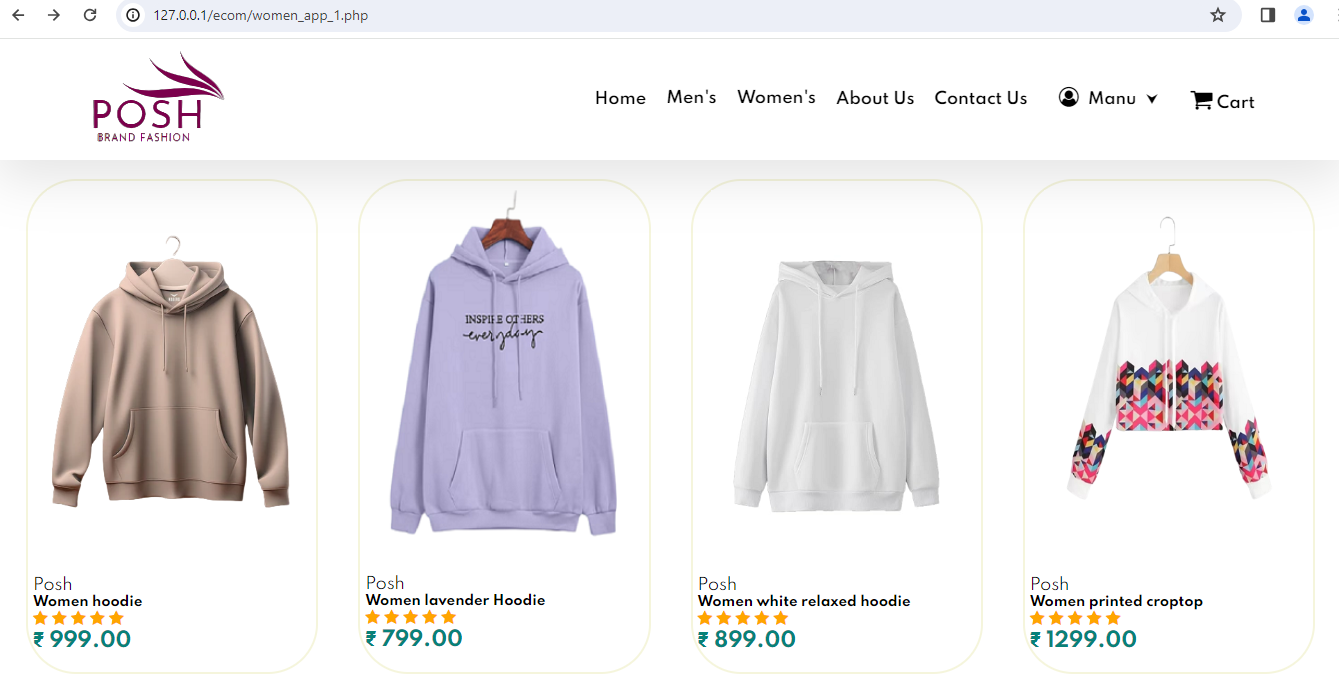 127.0.0.1/ecom/women_app_1.php
POSH
BRAND FASHION
Home Men's Women's About Us Contact Us Manu Cart
INSPIRE OTHERS
everyday
Posh
Women hoodie
₹ 999.00
Posh
Women lavender Hoodie
₹ 799.00
Posh
Women white relaxed hoodie
₹ 899.00
Posh
Women printed croptop
₹ 1299.00